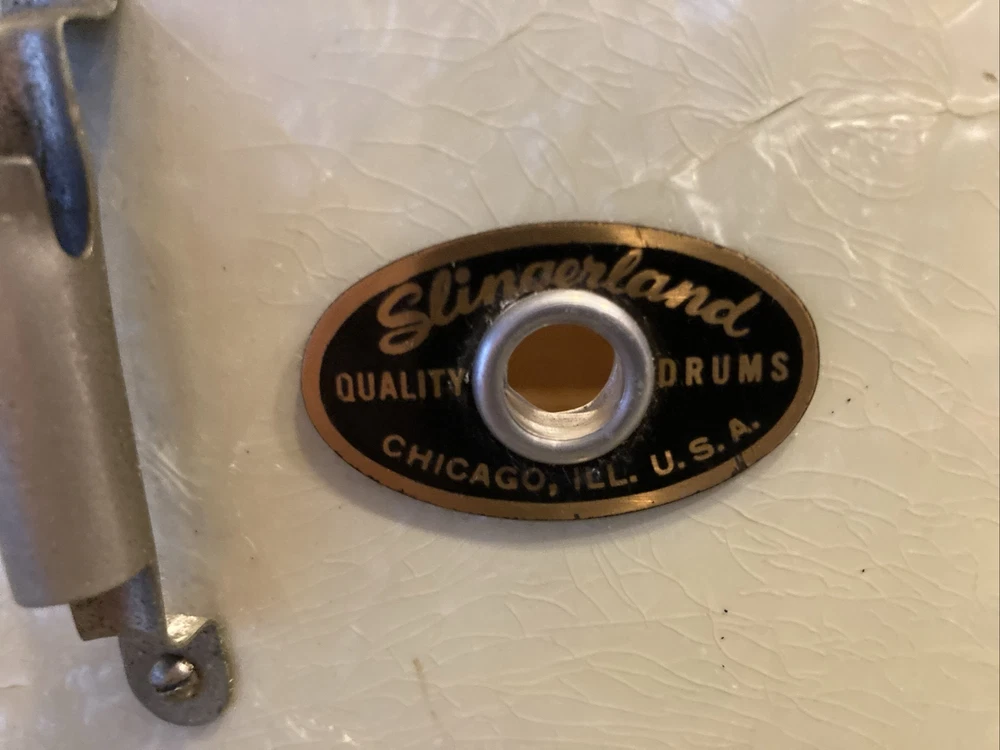 Slingerland
QUALITY DRUMS
CHICAGO, ILL. U.S.A.